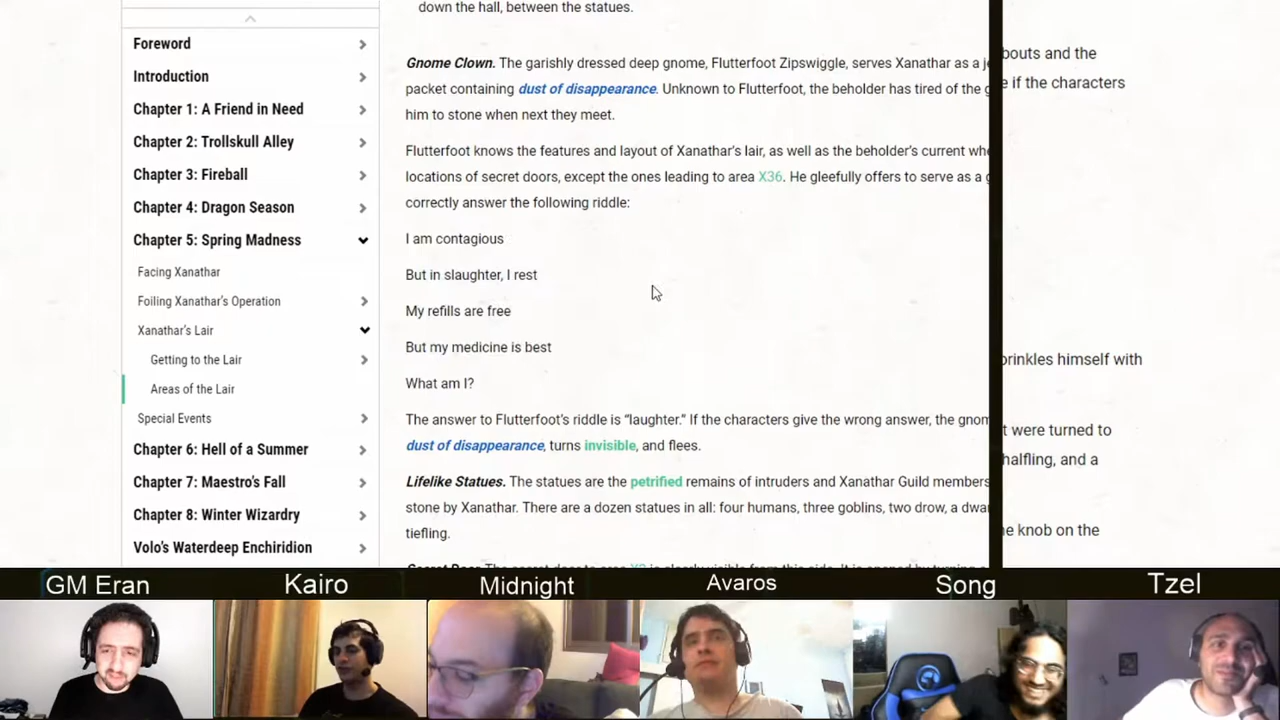 down the hall, between the statues.
Foreword
Introduction
Chapter 1: A Friend in Need
Chapter 2: Trollskull Alley
Chapter 3: Fireball
Chapter 4: Dragon Season
Chapter 5: Spring Madness
Facing Xanathar
Foiling Xanathar's Operation
Xanathar's Lair
Getting to the Lair
Areas of the Lair
Special Events
Chapter 6: Hell of a Summer
Chapter 7: Maestro's Fall
Chapter 8: Winter Wizardry
Volo's Waterdeep Enchiridion
Gnome Clown. The garishly dressed deep gnome, Flutterfoot Zipswiggle, serves Xanathar as a
packet containing dust of disappearance. Unknown to Flutterfoot, the beholder has tired of the
him to stone when next they meet.
Flutterfoot knows the features and layout of Xanathar's lair, as well as the beholder's current
locations of secret doors, except the ones leading to area X36. He gleefully offers to serve as a
correctly answer the following riddle:
I am contagious
But in slaughter, I rest
My refills are free
But my medicine is best
What am I?
The answer to Flutterfoot's riddle is "laughter." If the characters give the wrong answer, the
dust of disappearance, turns invisible, and flees.
Lifelike Statues. The statues are the petrified remains of intruders and Xanathar Guild members
stone by Xanathar. There are a dozen statues in all: four humans, three goblins, two drow, a
tiefling.
bouts and the
e if the characters
prinkles himself with
t were turned to
halfling, and a
e knob on the
GM Eran
Kairo
Midnight
Avaros
Song
Tzel